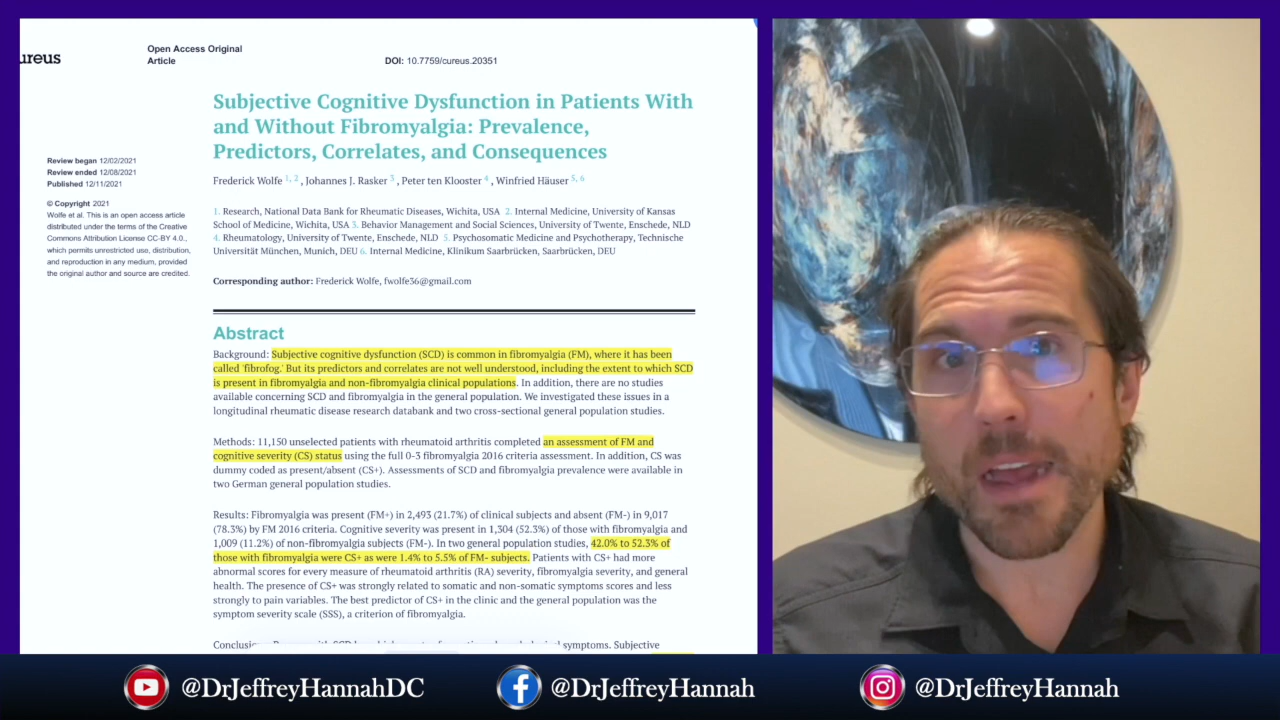 ureus
Open Access Original
Article
DOI: 10.7759/cureus.20351
Subjective Cognitive Dysfunction in Patients With
and Without Fibromyalgia: Prevalence,
Predictors, Correlates, and Consequences
Review began 12/02/2021
Review ended 12/08/2021
Published 12/11/2021
© Copyright 2021
Wolfe et al. This is an open access article
distributed under the terms of the Creative
Commons Attribution License CC-BY 4.0.,
which permits unrestricted use, distribution,
and reproduction in any medium, provided
the original author and source are credited.
Frederick Wolfe 1, 2 , Johannes J. Rasker 3 , Peter ten Klooster 4 , Winfried Häuser 5, 6
1. Research, National Data Bank for Rheumatic Diseases, Wichita, USA 2. Internal Medicine, University of Kansas
School of Medicine, Wichita, USA 3. Behavior Management and Social Sciences, University of Twente, Enschede, NLD
4. Rheumatology, University of Twente, Enschede, NLD 5. Psychosomatic Medicine and Psychotherapy, Technische
Universität München, Munich, DEU 6. Internal Medicine, Klinikum Saarbrücken, Saarbrücken, DEU
Corresponding author: Frederick Wolfe, fwolfe36@gmail.com
Abstract
Background: Subjective cognitive dysfunction (SCD) is common in fibromyalgia (FM), where it has been
called 'fibrofog.' But its predictors and correlates are not well understood, including the extent to which SCD
is present in fibromyalgia and non-fibromyalgia clinical populations. In addition, there are no studies
available concerning SCD and fibromyalgia in the general population. We investigated these issues in a
longitudinal rheumatic disease research databank and two cross-sectional general population studies.
Methods: 11,150 unselected patients with rheumatoid arthritis completed an assessment of FM and
cognitive severity (CS) status using the full 0-3 fibromyalgia 2016 criteria assessment. In addition, CS was
dummy coded as present/absent (CS+). Assessments of SCD and fibromyalgia prevalence were available in
two German general population studies.
Results: Fibromyalgia was present (FM+) in 2,493 (21.7%) of clinical subjects and absent (FM-) in 9,017
(78.3%) by FM 2016 criteria. Cognitive severity was present in 1,304 (52.3%) of those with fibromyalgia and
1,009 (11.2%) of non-fibromyalgia subjects (FM-). In two general population studies, 42.0% to 52.3% of
those with fibromyalgia were CS+ as were 1.4% to 5.5% of FM- subjects. Patients with CS+ had more
abnormal scores for every measure of rheumatoid arthritis (RA) severity, fibromyalgia severity, and general
health. The presence of CS+ was strongly related to somatic and non-somatic symptoms scores and less
strongly to pain variables. The best predictor of CS+ in the clinic and the general population was the
symptom severity scale (SSS), a criterion of fibromyalgia.
symptoms. Subjective
@DrJeffreyHannahDC
@DrJeffreyHannah
@DrJeffreyHannah